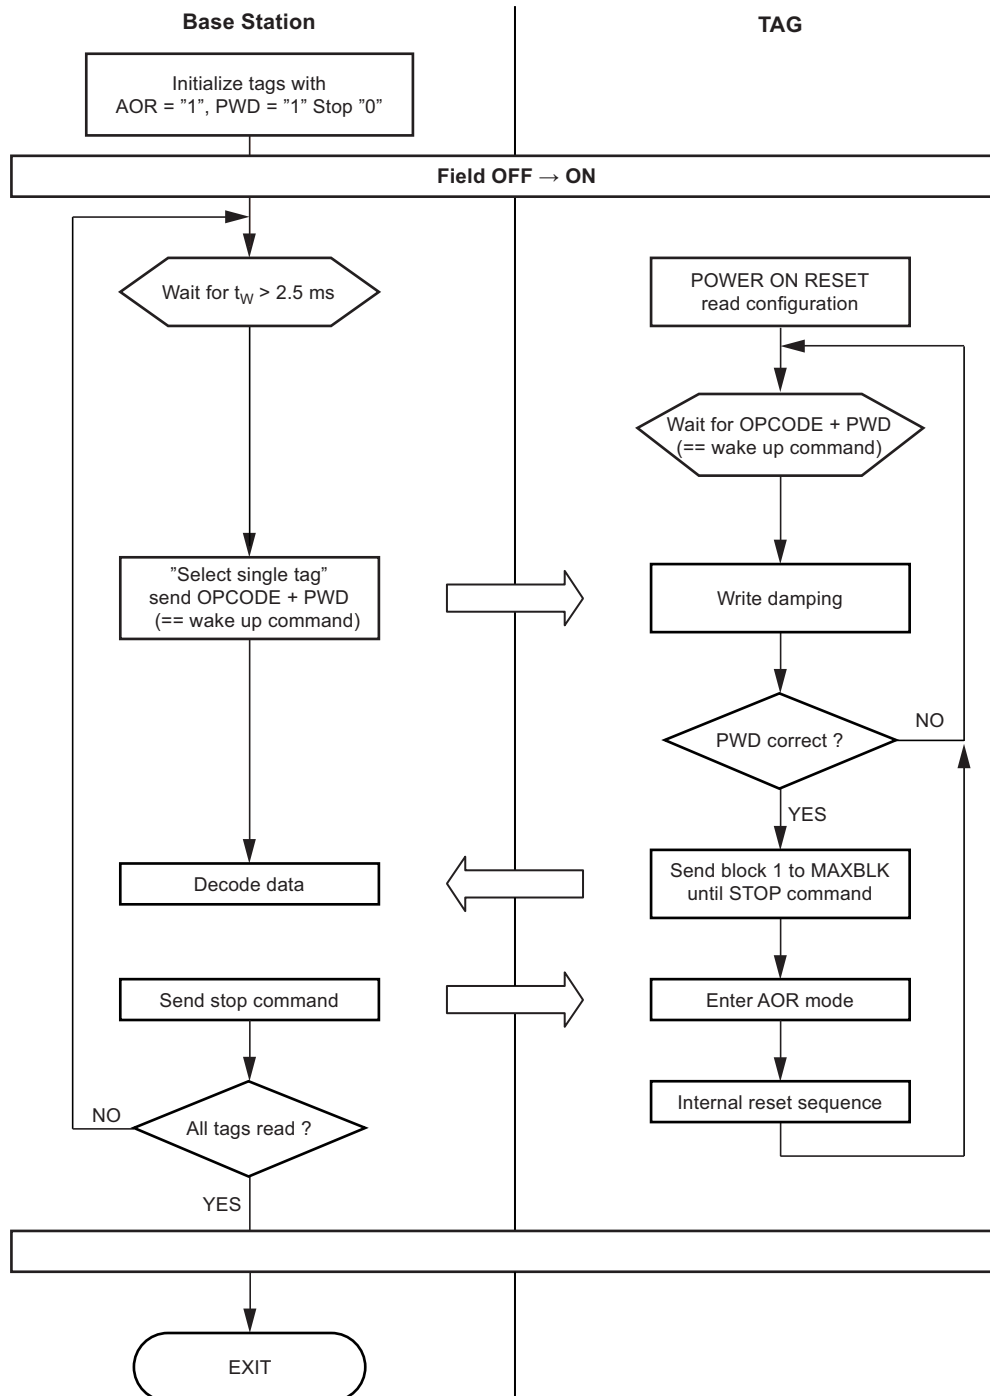 Base Station
TAG
Initialize tags with
AOR = ”1”, PWD = ”1” Stop ”0”
Field OFF → ON
Wait for tW > 2.5 ms
POWER ON RESET
read configuration
Wait for OPCODE + PWD
(== wake up command)
”Select single tag”
send OPCODE + PWD
(== wake up command)
Write damping
PWD correct ?
NO
YES
Decode data
Send block 1 to MAXBLK
until STOP command
Send stop command
Enter AOR mode
Internal reset sequence
All tags read ?
NO
YES
EXIT